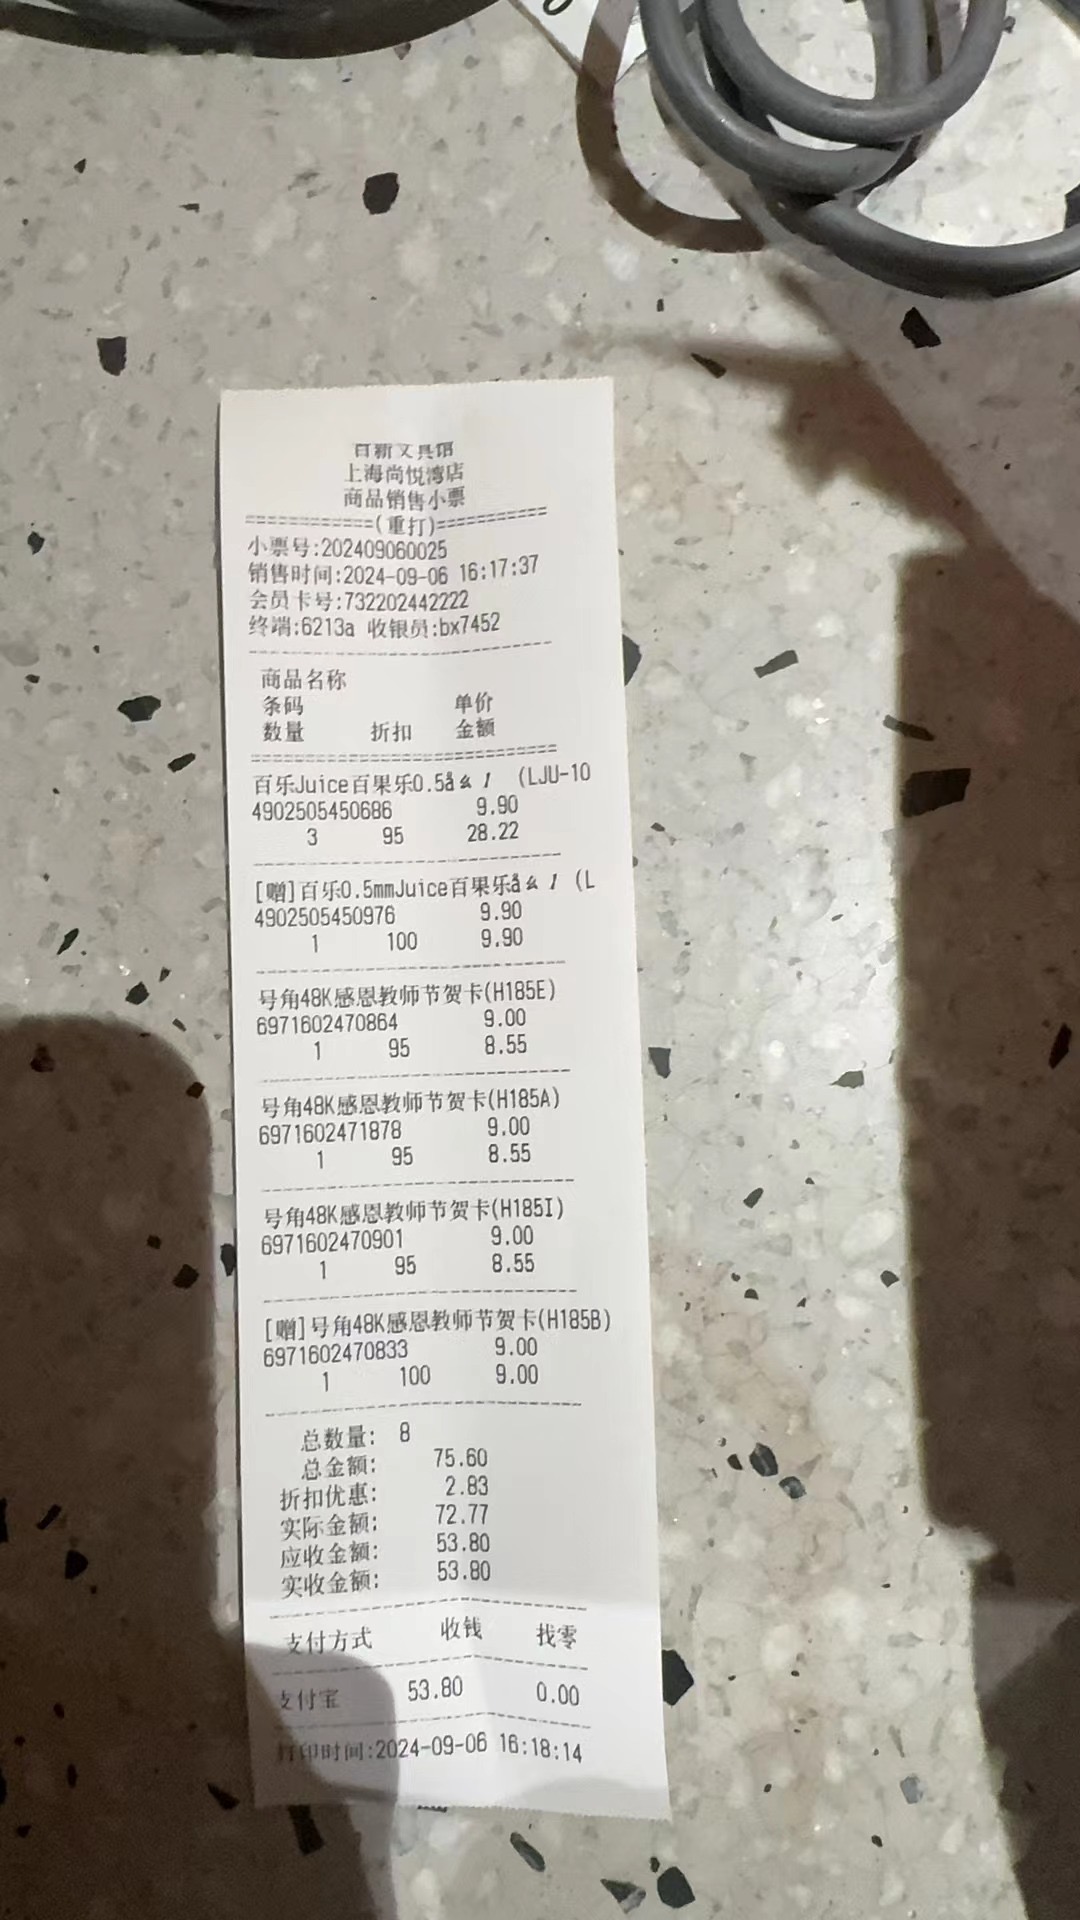 百新文具馆
上海尚悦湾店
商品销售小票
============(重打)===========
小票号:202409060025
销售时间:2024-09-06 16:17:37
会员卡号:732202442222
终端:6213a 收银员:bx7452
商品名称
条码 单价
数量 折扣 金额
百乐Juice百果乐0.5å 1 (LJU-10
4902505450686 9.90
3 95 28.22
[赠]百乐0.5mmJuice百果乐å 1 (L
4902505450976 9.90
1 100 9.90
号角48K感恩教师节贺卡(H185E)
6971602470864 9.00
1 95 8.55
号角48K感恩教师节贺卡(H185A)
6971602471878 9.00
1 95 8.55
号角48K感恩教师节贺卡(H185I)
6971602470901 9.00
1 95 8.55
[赠]号角48K感恩教师节贺卡(H185B)
6971602470833 9.00
1 100 9.00
总数量: 8
总金额: 75.60
折扣优惠: 2.83
实际金额: 72.77
应收金额: 53.80
实收金额: 53.80
支付方式 收钱 找零
支付宝 53.80 0.00
打印时间:2024-09-06 16:18:14